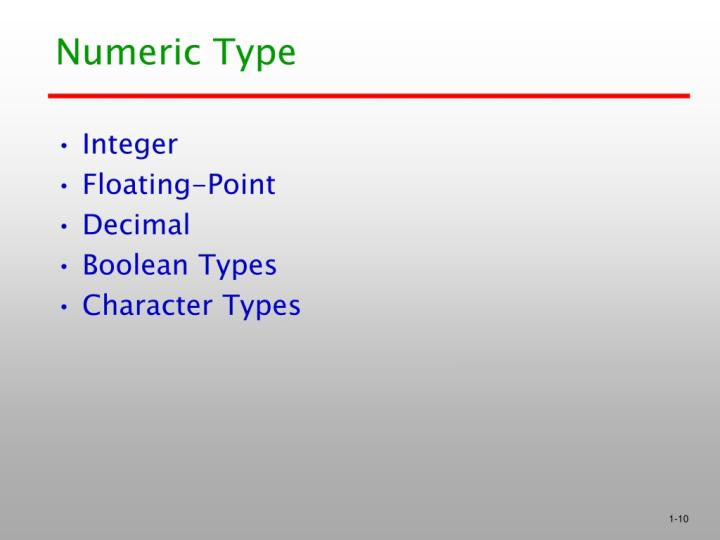 Numeric Type
• Integer
• Floating-Point
• Decimal
• Boolean Types
• Character Types
1-10